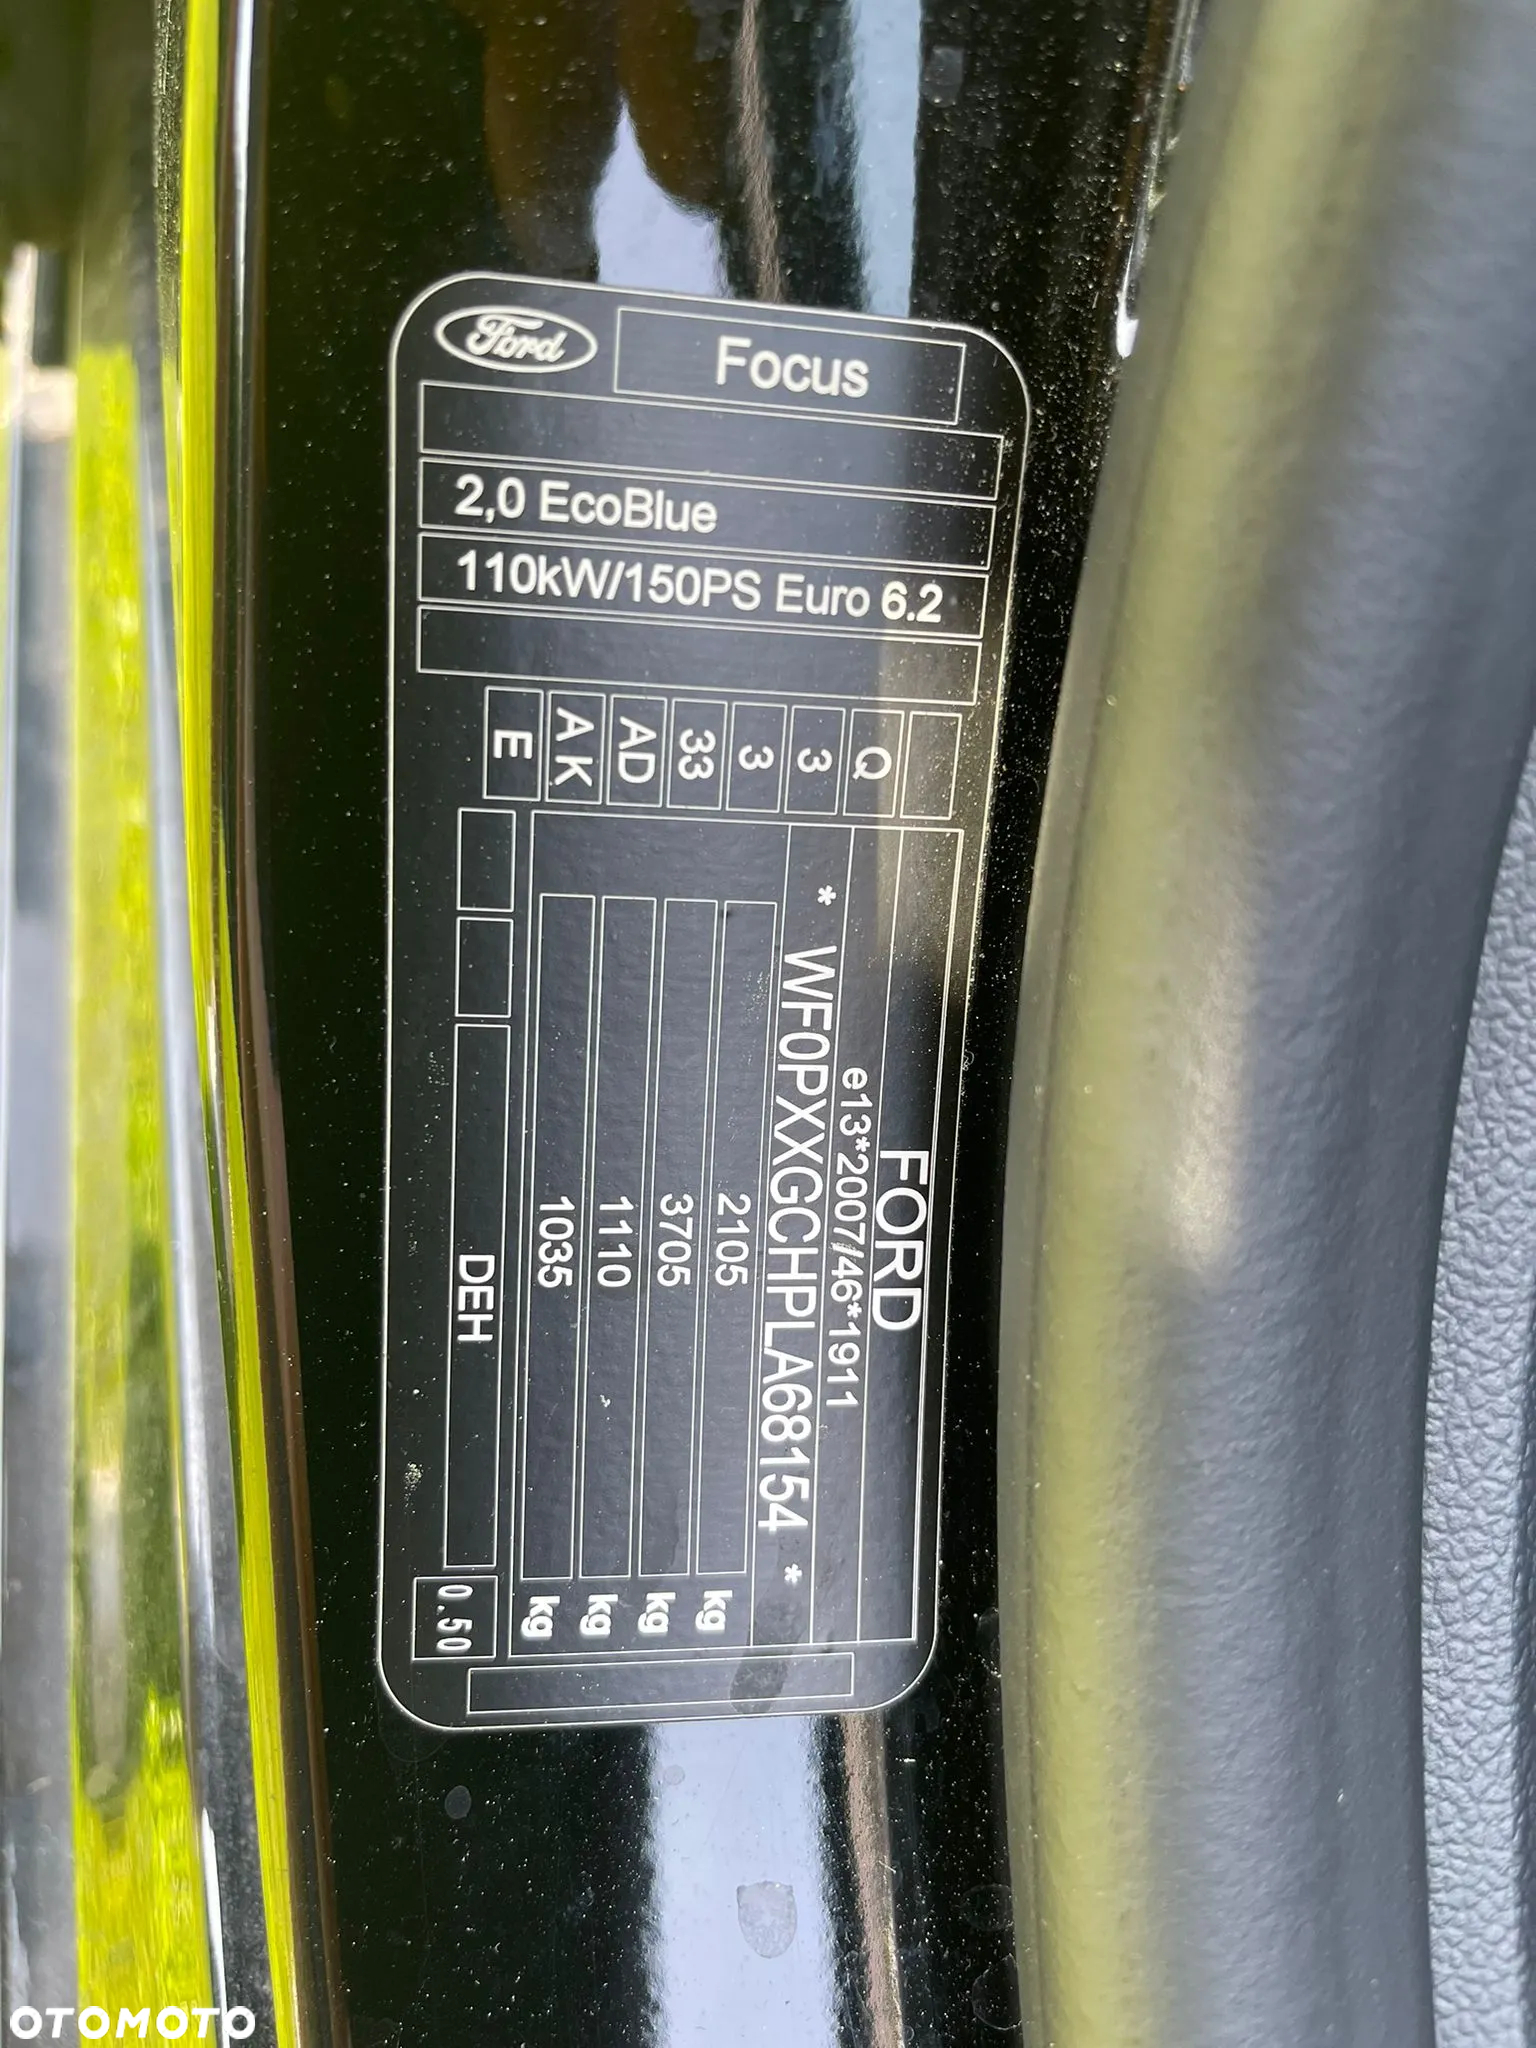 Ford
Focus
2,0 EcoBlue
110kW/150PS Euro 6.2
Q
3
3
33
AD
AK
E
FORD
e13*2007/46*1911
* WF0PXXGCHPLA68154 *
2105 kg
3705 kg
1110 kg
1035 kg
DEH
0.50
OTOMOTO